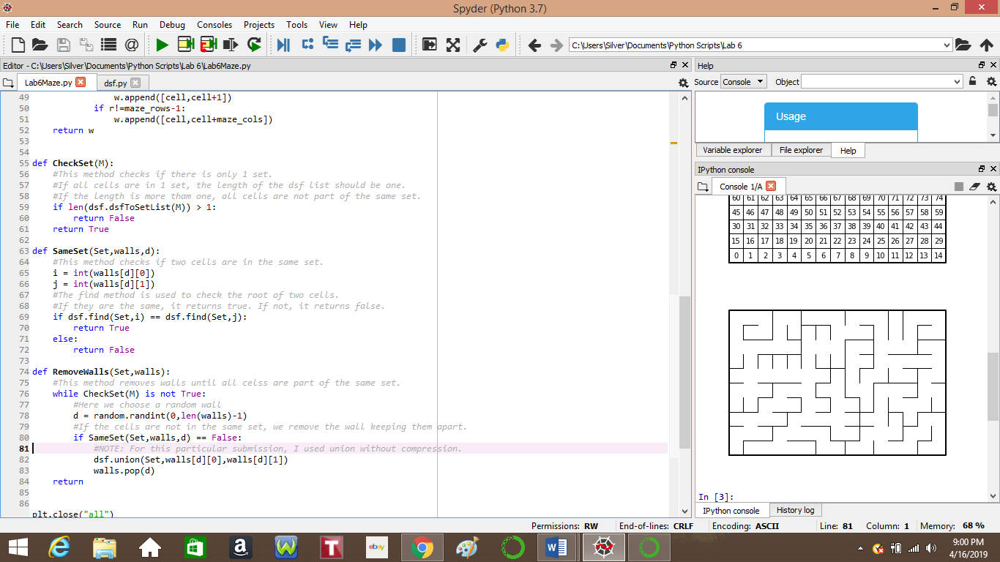 Spyder (Python 3.7)
File Edit Search Source Run Debug Consoles Projects Tools View Help
C:\Users\Silver\Documents\Python Scripts\Lab 6
Editor - C:\Users\Silver\Documents\Python Scripts\Lab 6\Lab6Maze.py
Lab6Maze.py dsf.py
49 w.append([cell,cell+1])
50 if r!=maze_rows-1:
51 w.append([cell,cell+maze_cols])
52 return w
53
54
55 def CheckSet(M):
56 #This method checks if there is only 1 set.
57 #If all cells are in 1 set, the length of the dsf list should be one.
58 #If the length is more tham one, all cells are not part of the same set.
59 if len(dsf.dsfToSetList(M)) > 1:
60 return False
61 return True
62
63 def SameSet(Set,walls,d):
64 #This method checks if two cells are in the same set.
65 i = int(walls[d][0])
66 j = int(walls[d][1])
67 #The find method is used to check the root of two cells.
68 #If they are the same, it returns true. If not, it returns false.
69 if dsf.find(Set,i) == dsf.find(Set,j):
70 return True
71 else:
72 return False
73
74 def RemoveWalls(Set,walls):
75 #This method removes walls until all celss are part of the same set.
76 while CheckSet(M) is not True:
77 #Here we choose a random wall
78 d = random.randint(0,len(walls)-1)
79 #If the cells are not in the same set, we remove the wall keeping them apart.
80 if SameSet(Set,walls,d) == False:
81 #NOTE: For this particular submission, I used union without compression.
82 dsf.union(Set,walls[d][0],walls[d][1])
83 walls.pop(d)
84 return
85
86
plt.close("all")
Help
Source Console Object
Usage
Variable explorer File explorer Help
IPython console
Console 1/A
60 61 62 63 64 65 66 67 68 69 70 71 72 73 74
45 46 47 48 49 50 51 52 53 54 55 56 57 58 59
30 31 32 33 34 35 36 37 38 39 40 41 42 43 44
15 16 17 18 19 20 21 22 23 24 25 26 27 28 29
0 1 2 3 4 5 6 7 8 9 10 11 12 13 14
In [3]:
IPython console History log
Permissions: RW End-of-lines: CRLF Encoding: ASCII Line: 81 Column: 1 Memory: 68 %
a W T ebay W
9:00 PM
4/16/2019